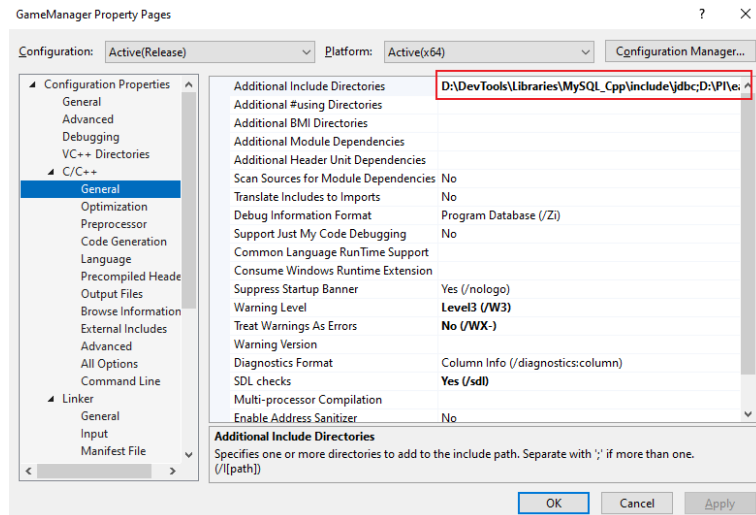 GameManager Property Pages
? ×
Configuration: Active(Release) Platform: Active(x64) Configuration Manager...
Configuration Properties
General
Advanced
Debugging
VC++ Directories
C/C++
General
Optimization
Preprocessor
Code Generation
Language
Precompiled Heade
Output Files
Browse Information
External Includes
Advanced
All Options
Command Line
Linker
General
Input
Manifest File
Additional Include Directories D:\DevTools\Libraries\MySQL_Cpp\include\jdbc;D:\PI\ea
Additional #using Directories
Additional BMI Directories
Additional Module Dependencies
Additional Header Unit Dependencies
Scan Sources for Module Dependencies No
Translate Includes to Imports No
Debug Information Format Program Database (/Zi)
Support Just My Code Debugging No
Common Language RunTime Support
Consume Windows Runtime Extension
Suppress Startup Banner Yes (/nologo)
Warning Level Level3 (/W3)
Treat Warnings As Errors No (/WX-)
Warning Version
Diagnostics Format Column Info (/diagnostics:column)
SDL checks Yes (/sdl)
Multi-processor Compilation
Enable Address Sanitizer No
Additional Include Directories
Specifies one or more directories to add to the include path. Separate with ';' if more than one.
(/I[path])
OK Cancel Apply